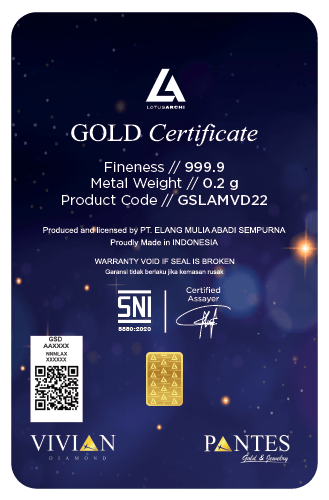 LOTUSARCHI
GOLD Certificate
Fineness // 999.9
Metal Weight // 0.2 g
Product Code // GSLAMVD22
Produced and licensed by PT. ELANG MULIA ABADI SEMPURNA
Proudly Made in INDONESIA
WARRANTY VOID IF SEAL IS BROKEN
Garansi tidak berlaku jika kemasan rusak
SNI
8880:2020
Certified
Assayer
GSD
AAXXXX
NNNLAX
XXXXXX
VIVIAN
DIAMOND
PANTES
Gold & Jewelry